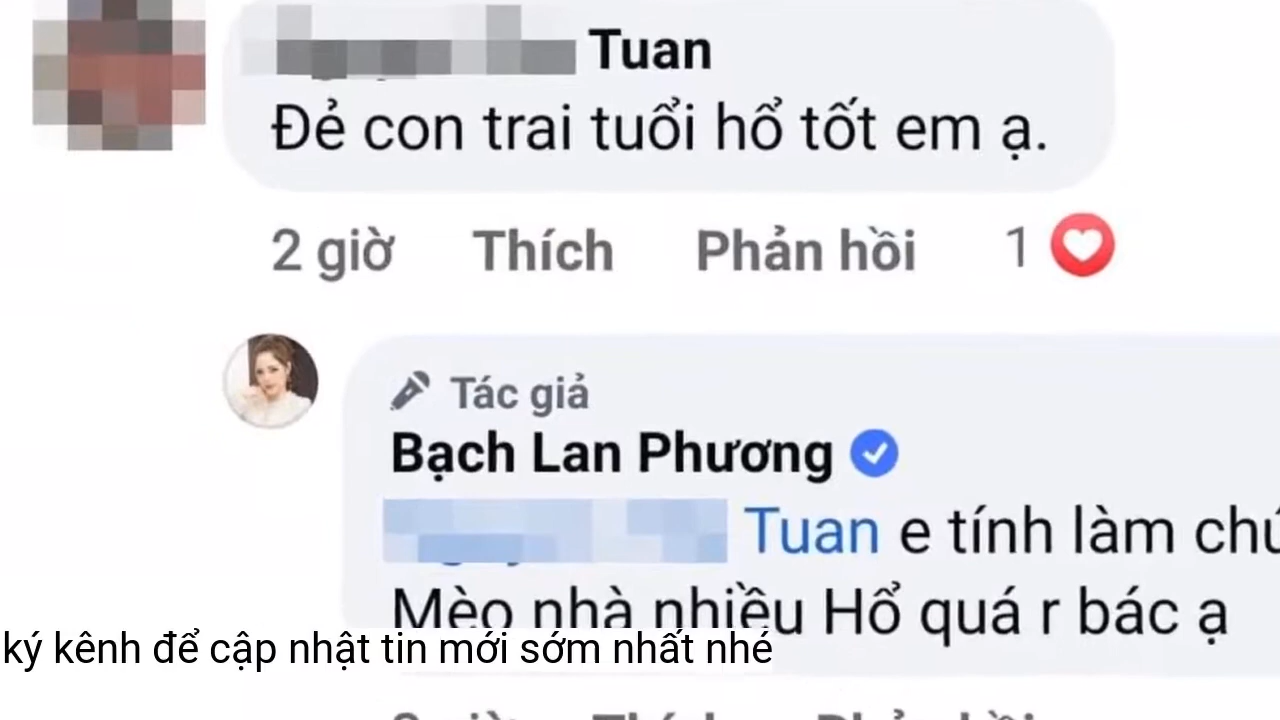 Tuan
Đẻ con trai tuổi hổ tốt em ạ.
2 giờ Thích Phản hồi 1
Tác giả
Bạch Lan Phương
Tuan e tính làm
Mèo nhà nhiều Hổ quá r bác ạ
ký kênh để cập nhật tin mới sớm nhất nhé